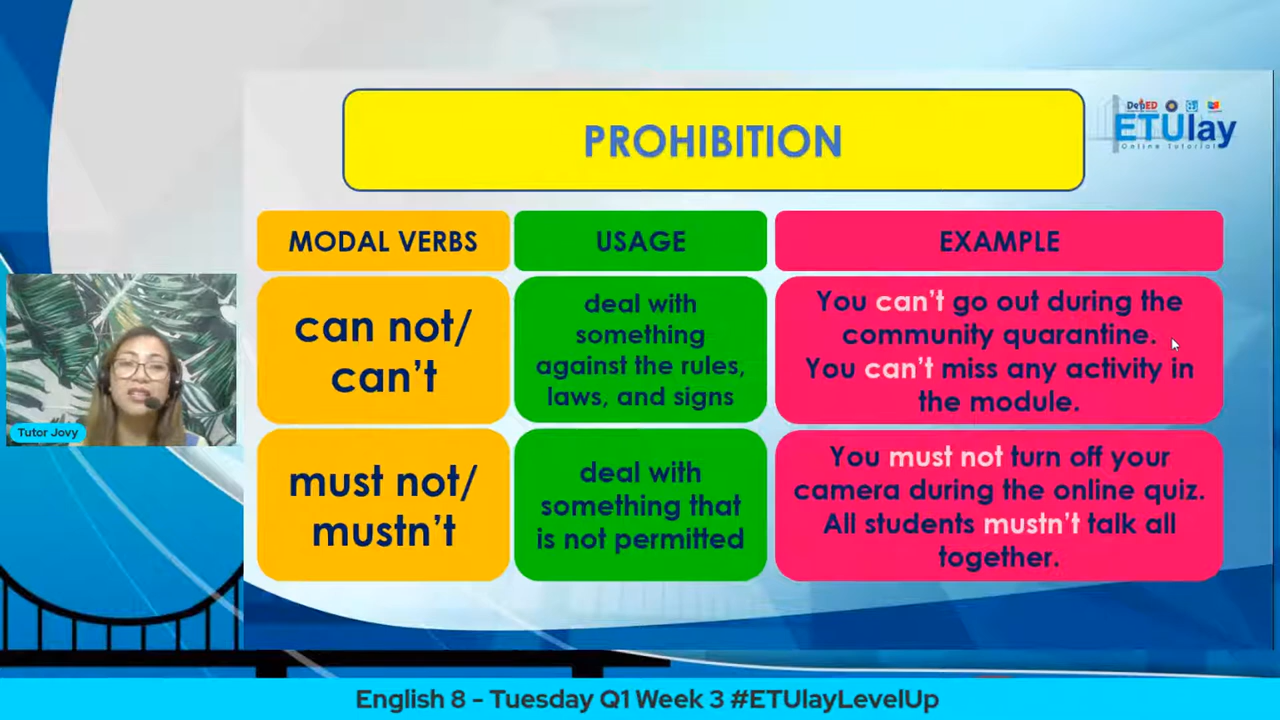 PROHIBITION
DepED
ETUlay
Online Tutorial
MODAL VERBS
USAGE
EXAMPLE
can not/
can't
deal with
something
against the rules,
laws, and signs
You can't go out during the
community quarantine.
You can't miss any activity in
the module.
must not/
mustn't
deal with
something that
is not permitted
You must not turn off your
camera during the online quiz.
All students mustn't talk all
together.
Tutor Jovy
English 8 - Tuesday Q1 Week 3 #ETUlayLevelUp